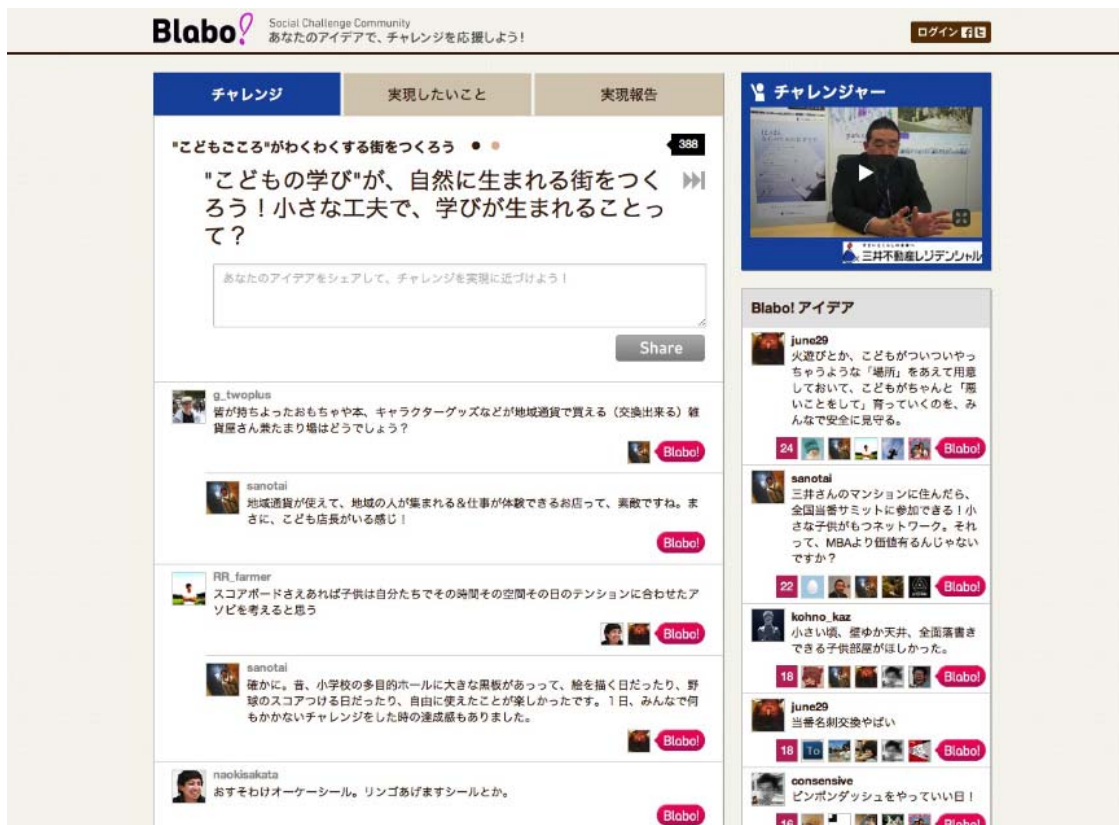 Blabo!
Social Challenge Community
あなたのアイデアで、チャレンジを応援しよう!
ログイン
チャレンジ
実現したいこと
実現報告
"こどもごころ"がわくわくする街をつくろう
388
"こどもの学び"が、自然に生まれる街をつく
ろう!小さな工夫で、学びが生まれることっ
て?
あなたのアイデアをシェアして、チャレンジを実現に近づけよう!
Share
g_twoplus
皆が持ちよったおもちゃや本、キャラクターグッズなどが地域通貨で買える(交換出来る)雑
貨屋さん兼たまり場はどうでしょう?
Blabo!
sanotai
地域通貨が使えて、地域の人が集まれる&仕事が体験できるお店って、素敵ですね。ま
さに、こども店長がいる感じ!
Blabo!
RR_farmer
スコアボードさえあれば子供は自分たちでその時間その空間その日のテンションに合わせたア
ソビを考えると思う
Blabo!
sanotai
確かに。昔、小学校の多目的ホールに大きな黒板があっって、絵を描く日だったり、野
球のスコアつける日だったり、自由に使えたことが楽しかったです。1日、みんなで何
もかかないチャレンジをした時の達成感もありました。
Blabo!
naokisakata
おすそわけオーケーシール。リンゴあげますシールとか。
Blabo!
チャレンジャー
三井不動産レジデンシャル
Blabo! アイデア
june29
火遊びとか、こどもがついついやっ
ちゃうような「場所」をあえて用意
しておいて、こどもがちゃんと「悪
いことをして」育っていくのを、み
んなで安全に見守る。
24
Blabo!
sanotai
三井さんのマンションに住んだら、
全国当番サミットに参加できる!小
さな子供がもつネットワーク。それ
って、MBAより価値有るんじゃない
ですか?
22
Blabo!
kohno_kaz
小さい頃、壁ゆか天井、全面落書き
できる子供部屋がほしかった。
18
Blabo!
june29
当番名刺交換やばい
18
To
Blabo!
consensive
ピンポンダッシュをやっていい日!
16
Blabo!